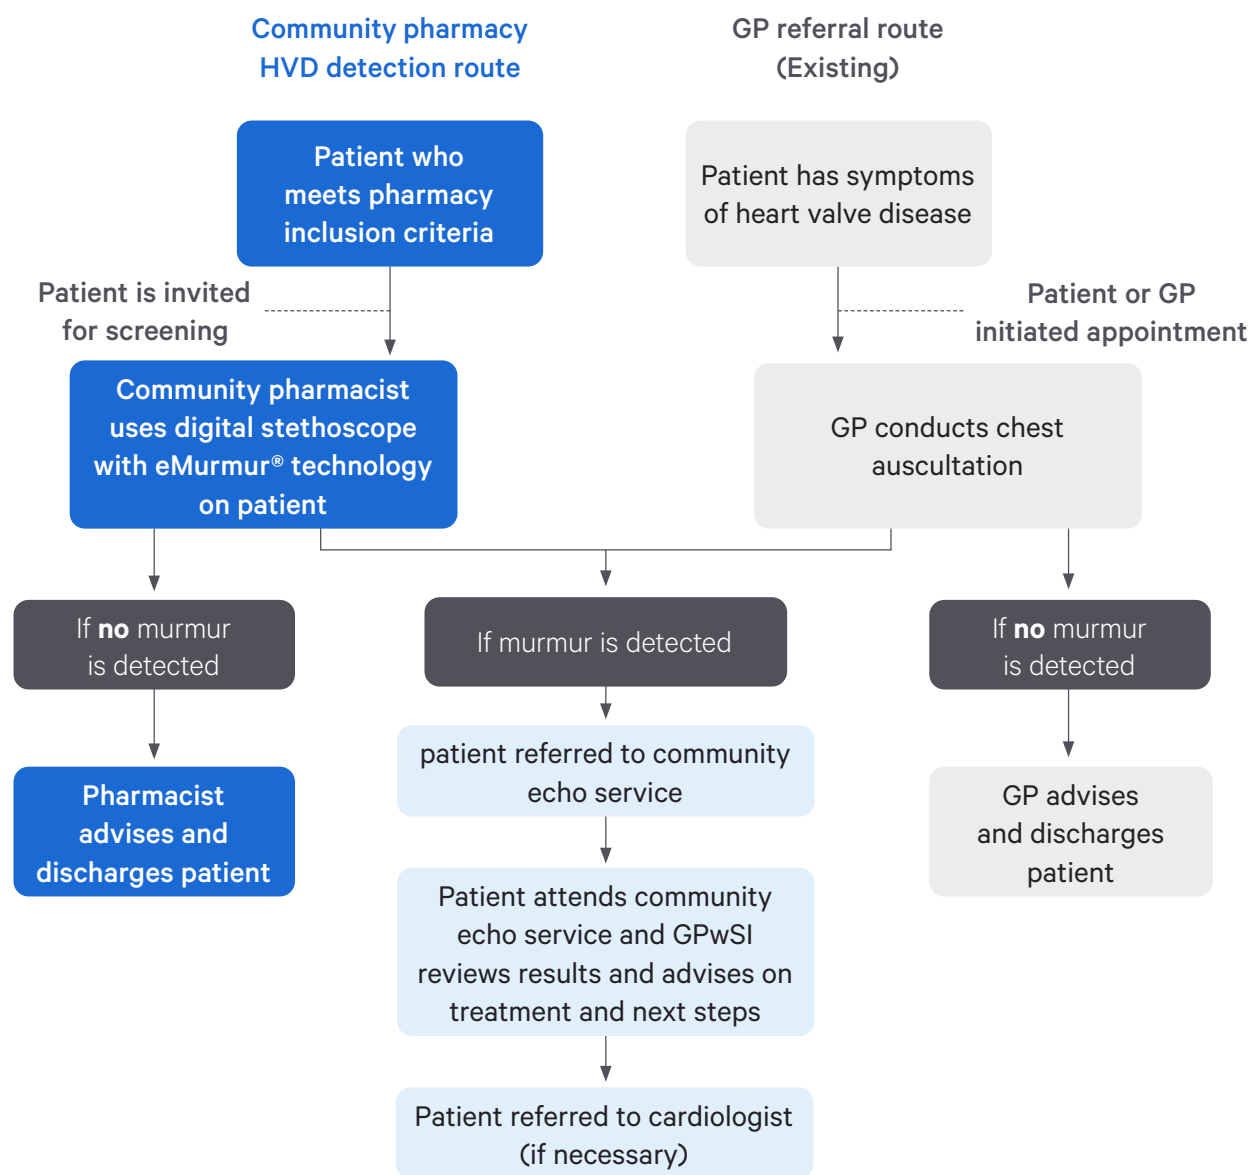 Community pharmacy
HVD detection route
GP referral route
(Existing)
Patient who
meets pharmacy
inclusion criteria
Patient has symptoms
of heart valve disease
Patient is invited
for screening
Patient or GP
initiated appointment
Community pharmacist
uses digital stethoscope
with eMurmur® technology
on patient
GP conducts chest
auscultation
If no murmur
is detected
If murmur is detected
If no murmur
is detected
patient referred to community
echo service
Pharmacist
advises and
discharges patient
GP advises
and discharges
patient
Patient attends community
echo service and GPwSI
reviews results and advises on
treatment and next steps
Patient referred to cardiologist
(if necessary)